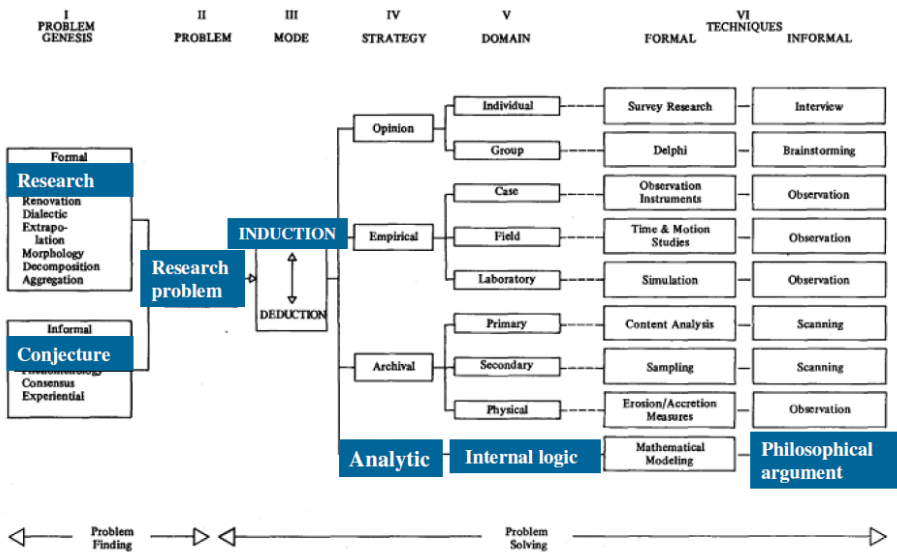 I
PROBLEM
GENESIS
II
PROBLEM
III
MODE
IV
STRATEGY
V
DOMAIN
VI
TECHNIQUES
FORMAL
INFORMAL
Formal
Research
Renovation
Dialectic
Extrapo-
lation
Morphology
Decomposition
Aggregation
Informal
Conjecture
Phenomenology
Consensus
Experiential
Research
problem
INDUCTION
DEDUCTION
Opinion
Empirical
Archival
Analytic
Individual
Group
Case
Field
Laboratory
Primary
Secondary
Physical
Internal logic
Survey Research
Interview
Delphi
Brainstorming
Observation
Instruments
Observation
Time & Motion
Studies
Observation
Simulation
Observation
Content Analysis
Scanning
Sampling
Scanning
Erosion/Accretion
Measures
Observation
Mathematical
Modeling
Philosophical
argument
Problem
Finding
Problem
Solving